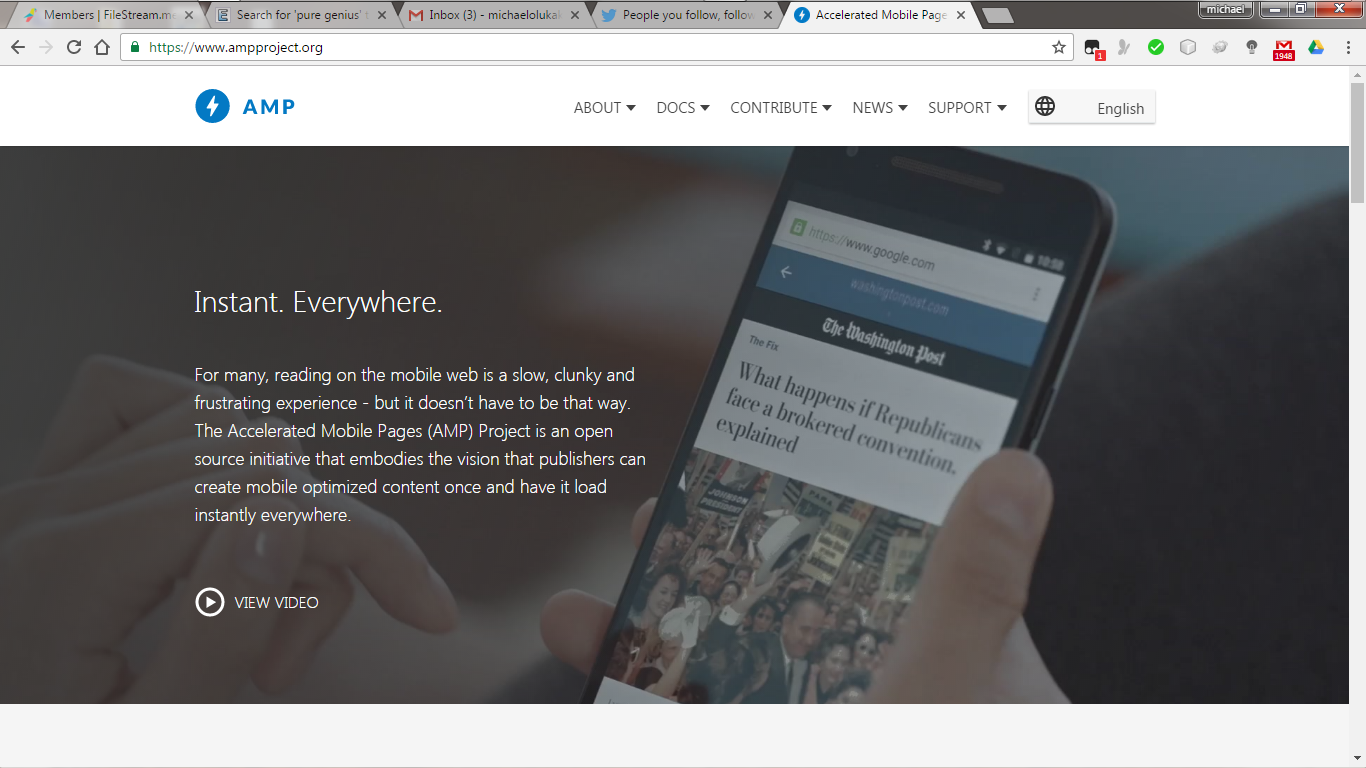 Members | FileStream.me
Search for 'pure genius'
Inbox (3) - michaelolukak
People you follow, follow
Accelerated Mobile Page
michael
https://www.ampproject.org
1
1948
AMP
ABOUT
DOCS
CONTRIBUTE
NEWS
SUPPORT
English
Instant. Everywhere.
For many, reading on the mobile web is a slow, clunky and
frustrating experience - but it doesn’t have to be that way.
The Accelerated Mobile Pages (AMP) Project is an open
source initiative that embodies the vision that publishers can
create mobile optimized content once and have it load
instantly everywhere.
VIEW VIDEO
10:58
https://www.google.com
washingtonpost.com
The Washington Post
The Fix
What happens if Republicans
face a brokered convention,
explained
JOHNSON
PRESIDENT
PARA